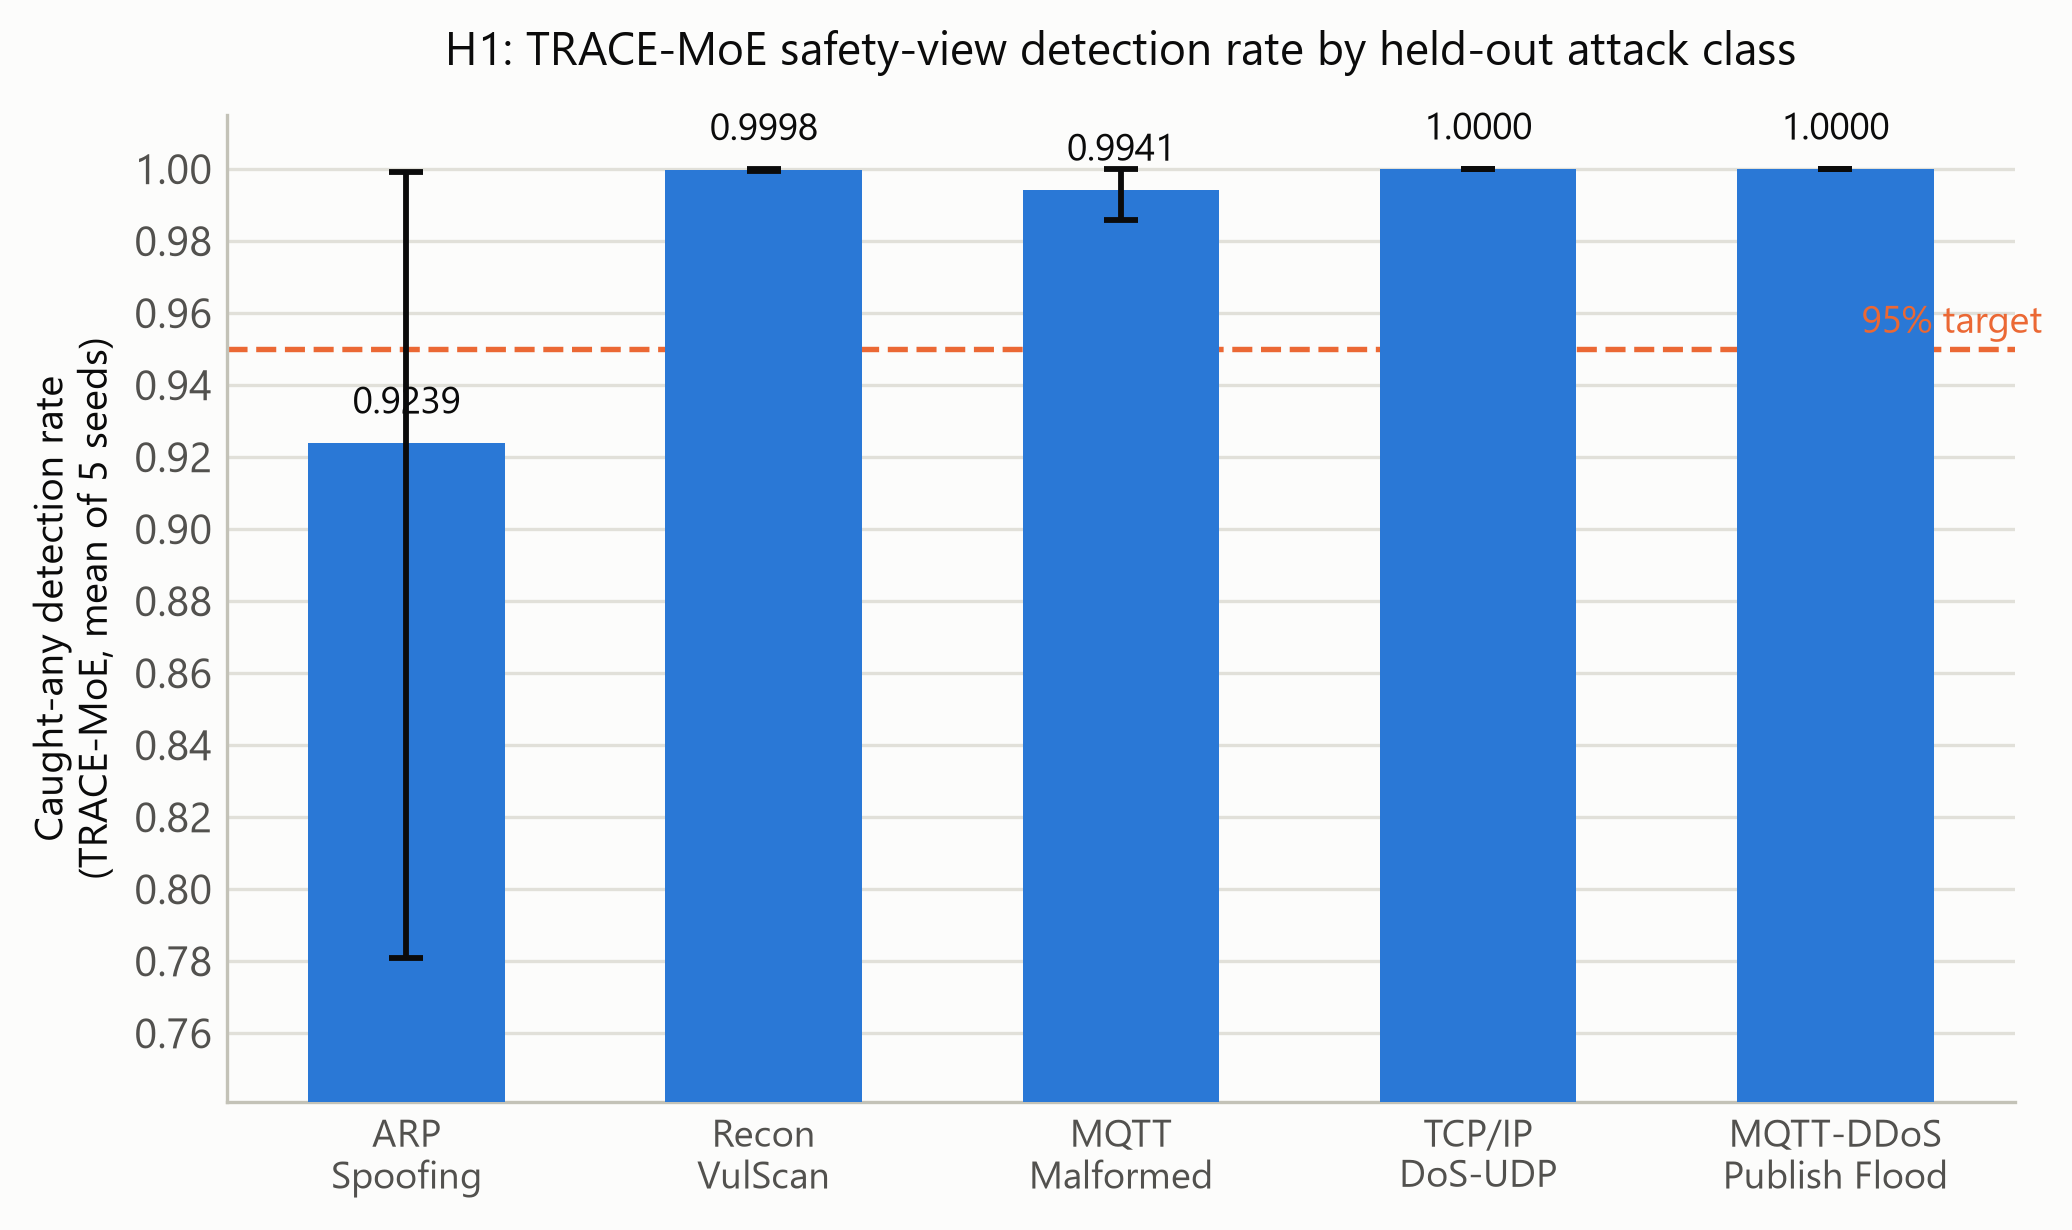 H1: TRACE-MoE safety-view detection rate by held-out attack class
Caught-any detection rate
(TRACE-MoE, mean of 5 seeds)
1.00
0.98
0.96
0.94
0.92
0.90
0.88
0.86
0.84
0.82
0.80
0.78
0.76
0.9239
0.9998
0.9941
1.0000
1.0000
95% target
ARP
Spoofing
Recon
VulScan
MQTT
Malformed
TCP/IP
DoS-UDP
MQTT-DDoS
Publish Flood